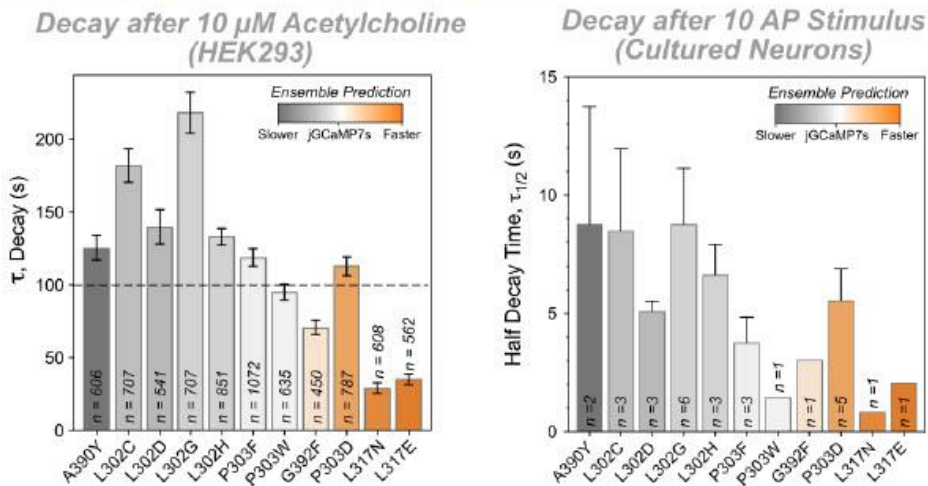 Decay after 10 µM Acetylcholine
(HEK293)
Ensemble Prediction
Slower jGCaMP7s Faster
τ, Decay (s)
200
150
100
50
0
n = 606
n = 707
n = 541
n = 707
n = 851
n = 1072
n = 635
n = 450
n = 787
n = 608
n = 562
A390Y
L302C
L302D
L302G
L302H
P303F
P303W
G392F
P303D
L317N
L317E
Decay after 10 AP Stimulus
(Cultured Neurons)
Ensemble Prediction
Slower jGCaMP7s Faster
Half Decay Time, τ1/2 (s)
15
10
5
0
n =2
n =3
n =3
n =6
n =3
n =3
n =1
n =1
n =5
n =1
n =1
A390Y
L302C
L302D
L302G
L302H
P303F
P303W
G392F
P303D
L317N
L317E